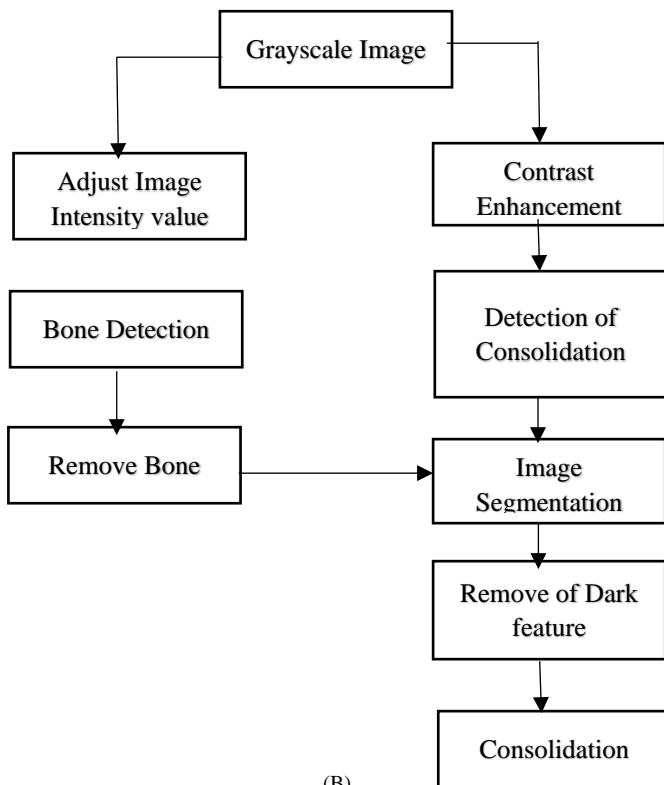 Grayscale Image
Adjust Image
Intensity value
Contrast
Enhancement
Bone Detection
Detection of
Consolidation
Remove Bone
Image
Segmentation
Remove of Dark
feature
Consolidation
(B)